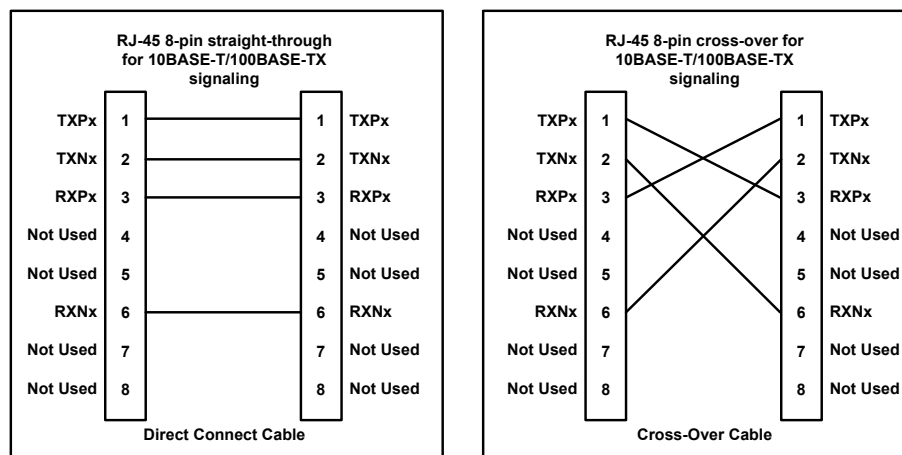 RJ-45 8-pin straight-through
for 10BASE-T/100BASE-TX
signaling
TXPx 1 1 TXPx
TXNx 2 2 TXNx
RXPx 3 3 RXPx
Not Used 4 4 Not Used
Not Used 5 5 Not Used
RXNx 6 6 RXNx
Not Used 7 7 Not Used
Not Used 8 8 Not Used
Direct Connect Cable
RJ-45 8-pin cross-over for
10BASE-T/100BASE-TX
signaling
TXPx 1 1 TXPx
TXNx 2 2 TXNx
RXPx 3 3 RXPx
Not Used 4 4 Not Used
Not Used 5 5 Not Used
RXNx 6 6 RXNx
Not Used 7 7 Not Used
Not Used 8 8 Not Used
Cross-Over Cable